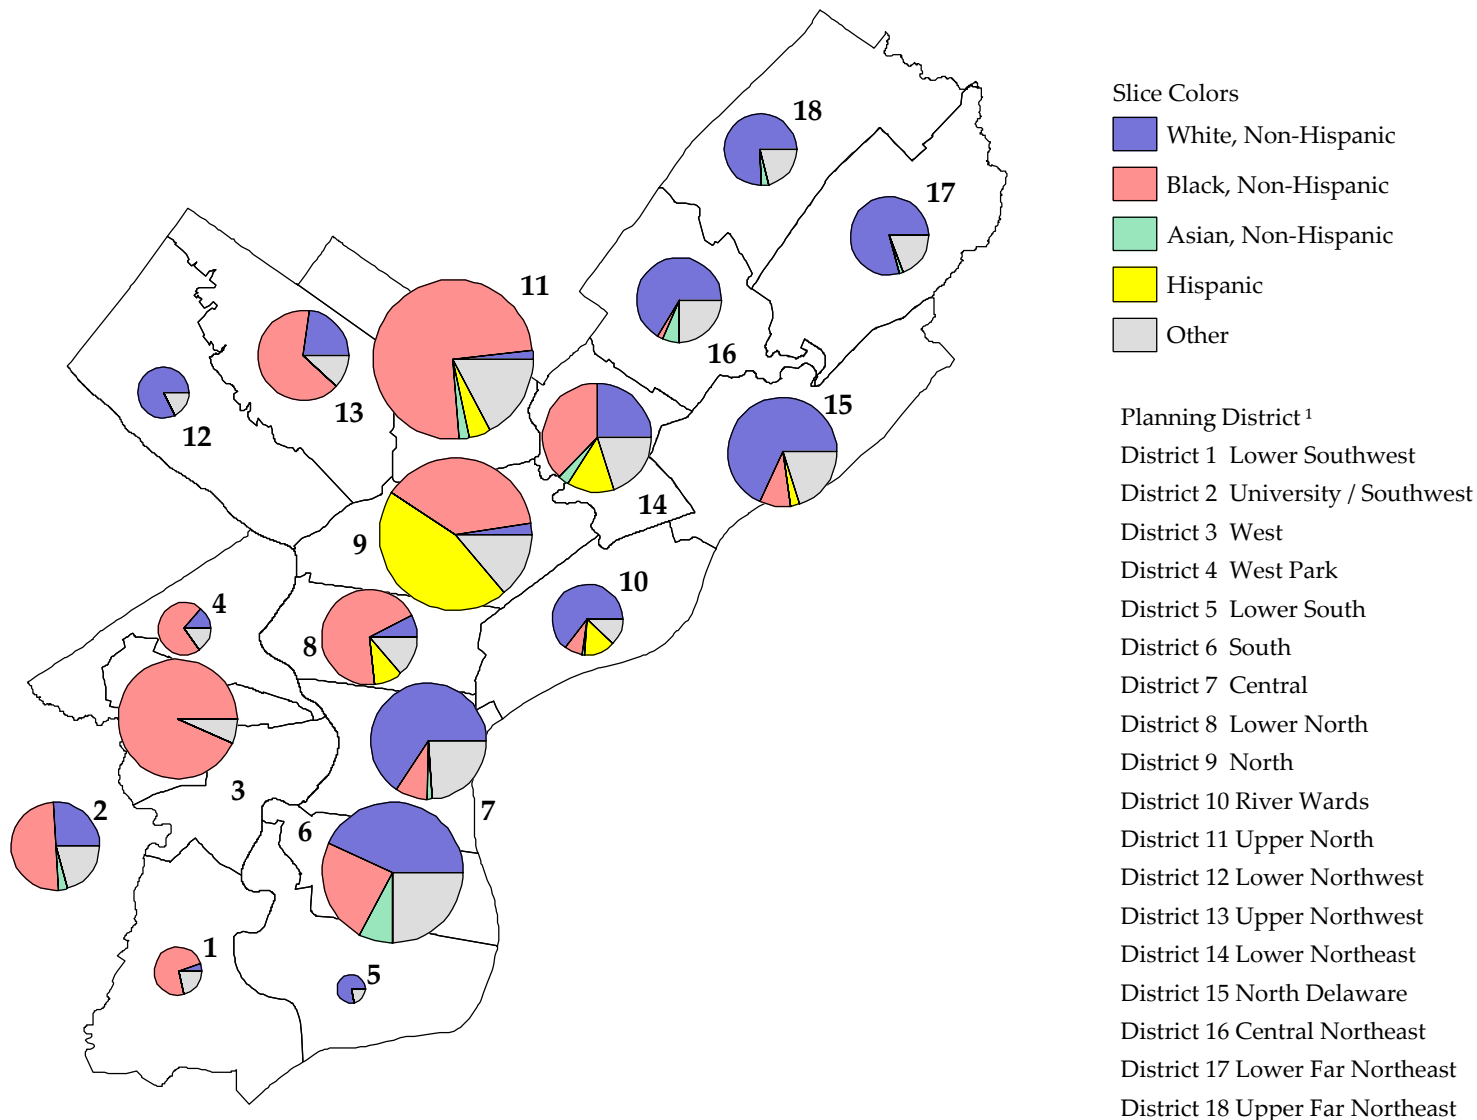 18
17
11
16
13
15
12
14
9
10
4
8
3
2
7
6
1
5
Slice Colors
White, Non-Hispanic
Black, Non-Hispanic
Asian, Non-Hispanic
Hispanic
Other
Planning District ¹
District 1 Lower Southwest
District 2 University / Southwest
District 3 West
District 4 West Park
District 5 Lower South
District 6 South
District 7 Central
District 8 Lower North
District 9 North
District 10 River Wards
District 11 Upper North
District 12 Lower Northwest
District 13 Upper Northwest
District 14 Lower Northeast
District 15 North Delaware
District 16 Central Northeast
District 17 Lower Far Northeast
District 18 Upper Far Northeast